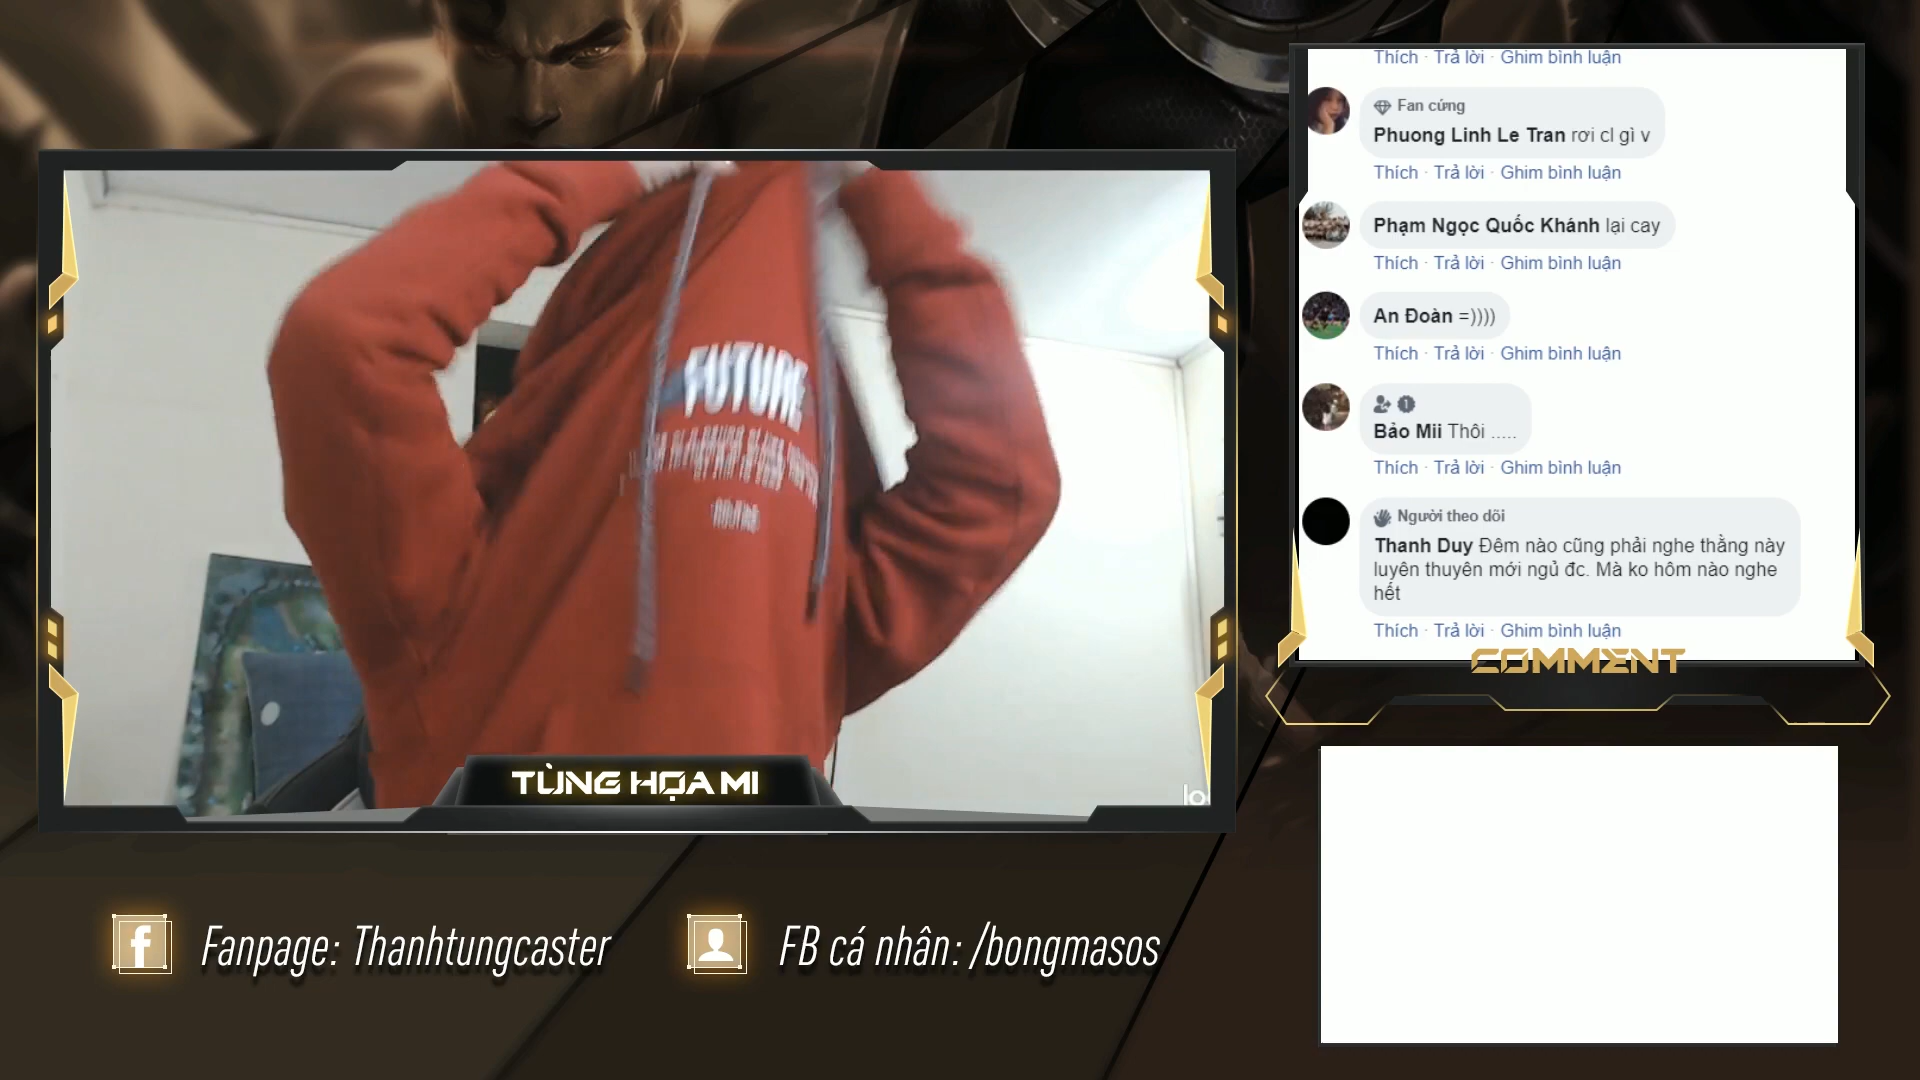 FUTURE
TÙNG HỌA MI
Fanpage: Thanhtungcaster
FB cá nhân: /bongmasos
Thích · Trả lời · Ghim bình luận
Fan cứng
Phuong Linh Le Tran rơi cl gì v
Thích · Trả lời · Ghim bình luận
Phạm Ngọc Quốc Khánh lại cay
Thích · Trả lời · Ghim bình luận
An Đoàn =))))
Thích · Trả lời · Ghim bình luận
Bảo Mii Thôi .....
Thích · Trả lời · Ghim bình luận
Người theo dõi
Thanh Duy Đêm nào cũng phải nghe thằng này
luyên thuyên mới ngủ đc. Mà ko hôm nào nghe
hết
Thích · Trả lời · Ghim bình luận
COMMENT